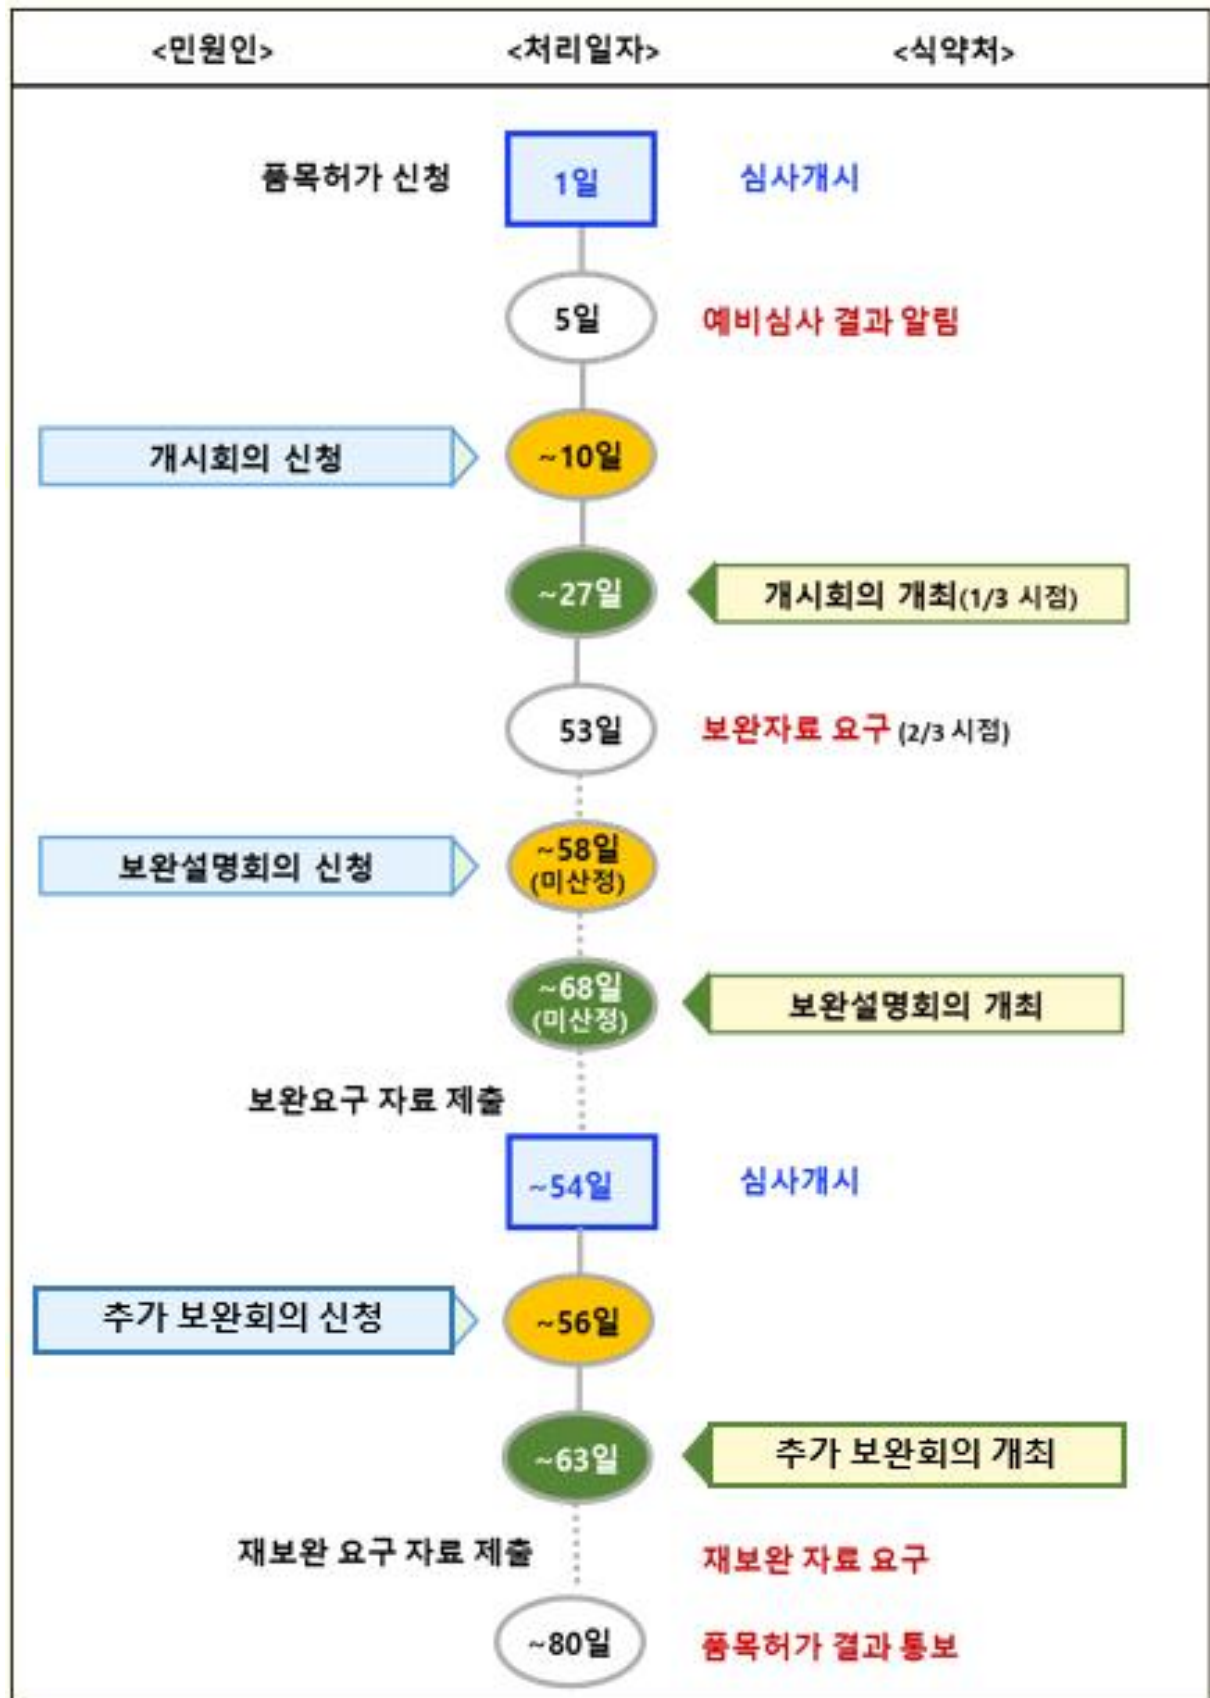 <민원인> <처리일자> <식약처>
품목허가 신청 1일 심사개시
5일 예비심사 결과 알림
개시회의 신청 ~10일
~27일 개시회의 개최(1/3 시점)
53일 보완자료 요구 (2/3 시점)
보완설명회의 신청 ~58일
(미산정)
~68일
(미산정) 보완설명회의 개최
보완요구 자료 제출
~54일 심사개시
추가 보완회의 신청 ~56일
~63일 추가 보완회의 개최
재보완 요구 자료 제출 재보완 자료 요구
~80일 품목허가 결과 통보